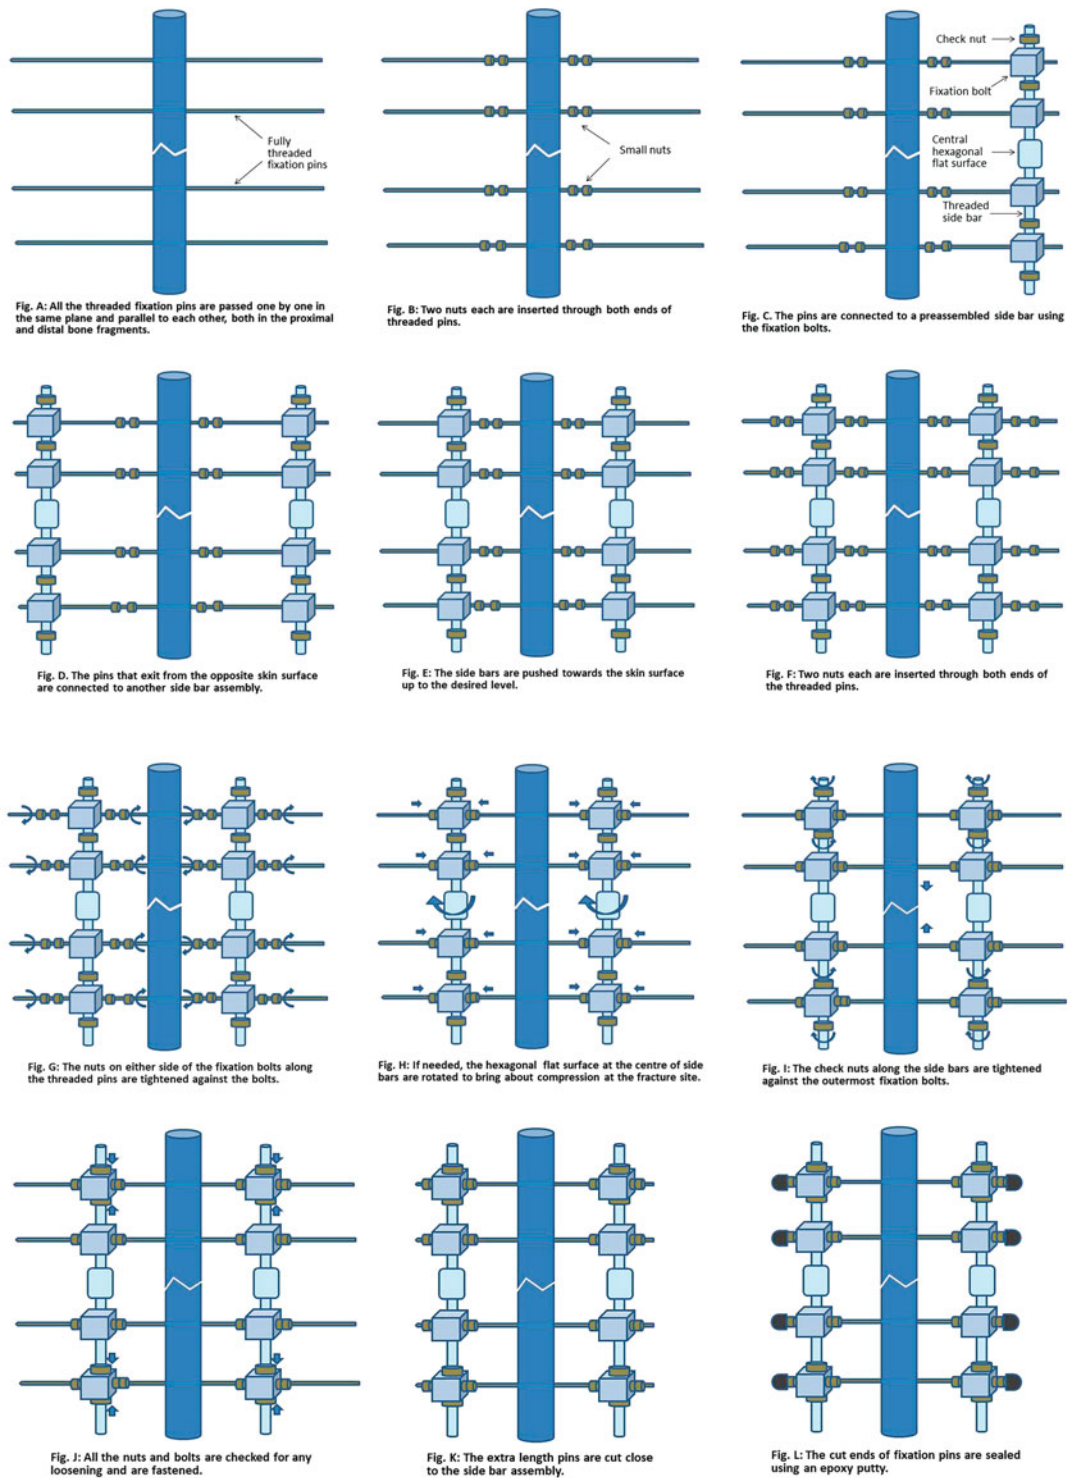 Fully
threaded
fixation pins
Fig. A: All the threaded fixation pins are passed one by one in
the same plane and parallel to each other, both in the proximal
and distal bone fragments.
Small nuts
Fig. B: Two nuts each are inserted through both ends of
threaded pins.
Check nut
Fixation bolt
Central
hexagonal
flat surface
Threaded
side bar
Fig. C. The pins are connected to a preassembled side bar using
the fixation bolts.
Fig. D. The pins that exit from the opposite skin surface
are connected to another side bar assembly.
Fig. E: The side bars are pushed towards the skin surface
up to the desired level.
Fig. F: Two nuts each are inserted through both ends of
the threaded pins.
Fig. G: The nuts on either side of the fixation bolts along
the threaded pins are tightened against the bolts.
Fig. H: If needed, the hexagonal flat surface at the centre of side
bars are rotated to bring about compression at the fracture site.
Fig. I: The check nuts along the side bars are tightened
against the outermost fixation bolts.
Fig. J: All the nuts and bolts are checked for any
loosening and are fastened.
Fig. K: The extra length pins are cut close
to the side bar assembly.
Fig. L: The cut ends of fixation pins are sealed
using an epoxy putty.